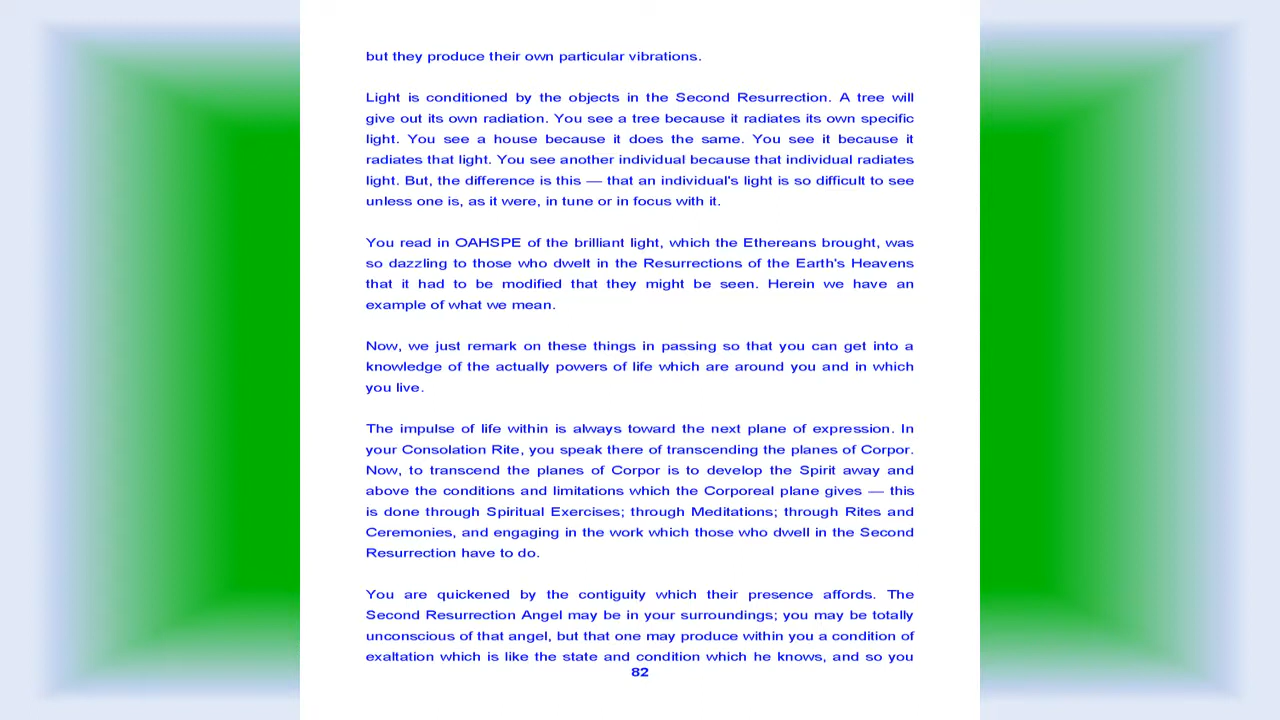 but they produce their own particular vibrations.
Light is conditioned by the objects in the Second Resurrection. A tree will
give out its own radiation. You see a tree because it radiates its own specific
light. You see a house because it does the same. You see it because it
radiates that light. You see another individual because that individual radiates
light. But, the difference is this — that an individual's light is so difficult to see
unless one is, as it were, in tune or in focus with it.
You read in OAHSPE of the brilliant light, which the Ethereans brought, was
so dazzling to those who dwelt in the Resurrections of the Earth's Heavens
that it had to be modified that they might be seen. Herein we have an
example of what we mean.
Now, we just remark on these things in passing so that you can get into a
knowledge of the actually powers of life which are around you and in which
you live.
The impulse of life within is always toward the next plane of expression. In
your Consolation Rite, you speak there of transcending the planes of Corpor.
Now, to transcend the planes of Corpor is to develop the Spirit away and
above the conditions and limitations which the Corporeal plane gives — this
is done through Spiritual Exercises; through Meditations; through Rites and
Ceremonies, and engaging in the work which those who dwell in the Second
Resurrection have to do.
You are quickened by the contiguity which their presence affords. The
Second Resurrection Angel may be in your surroundings; you may be totally
unconscious of that angel, but that one may produce within you a condition of
exaltation which is like the state and condition which he knows, and so you
82